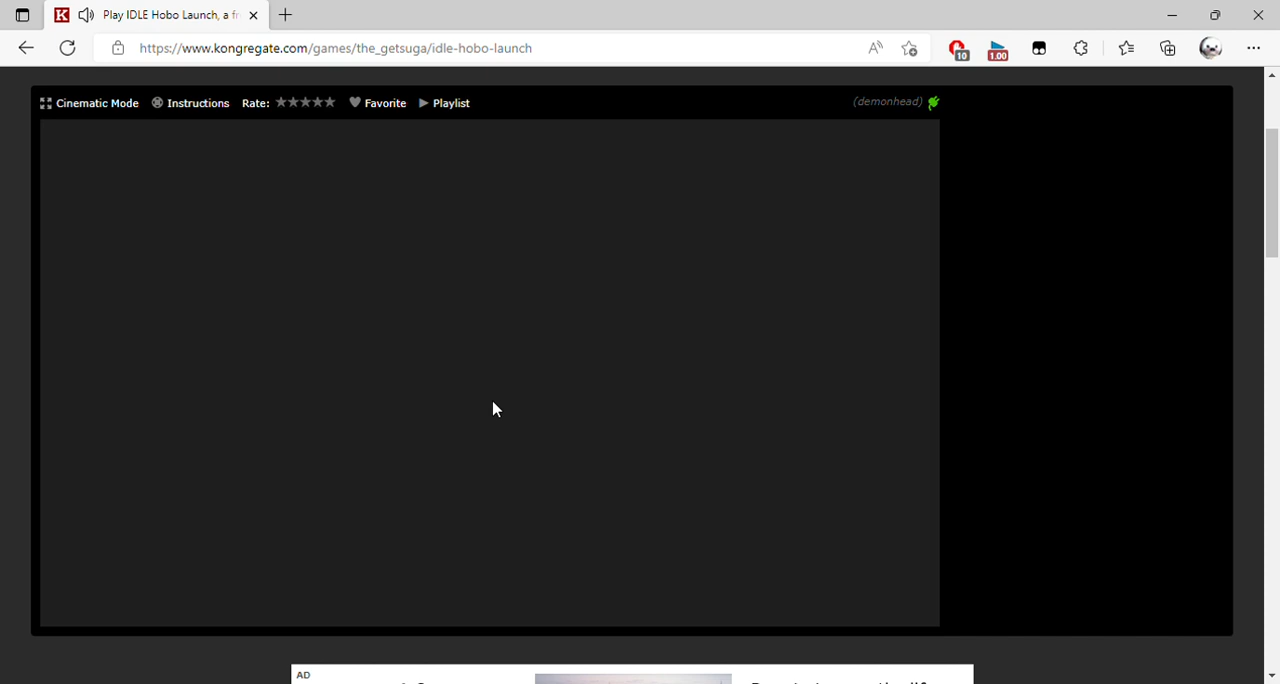 Play IDLE Hobo Launch, a fr
https://www.kongregate.com/games/the_getsuga/idle-hobo-launch
10
1.00
Cinematic Mode Instructions Rate: Favorite Playlist (demonhead)
AD